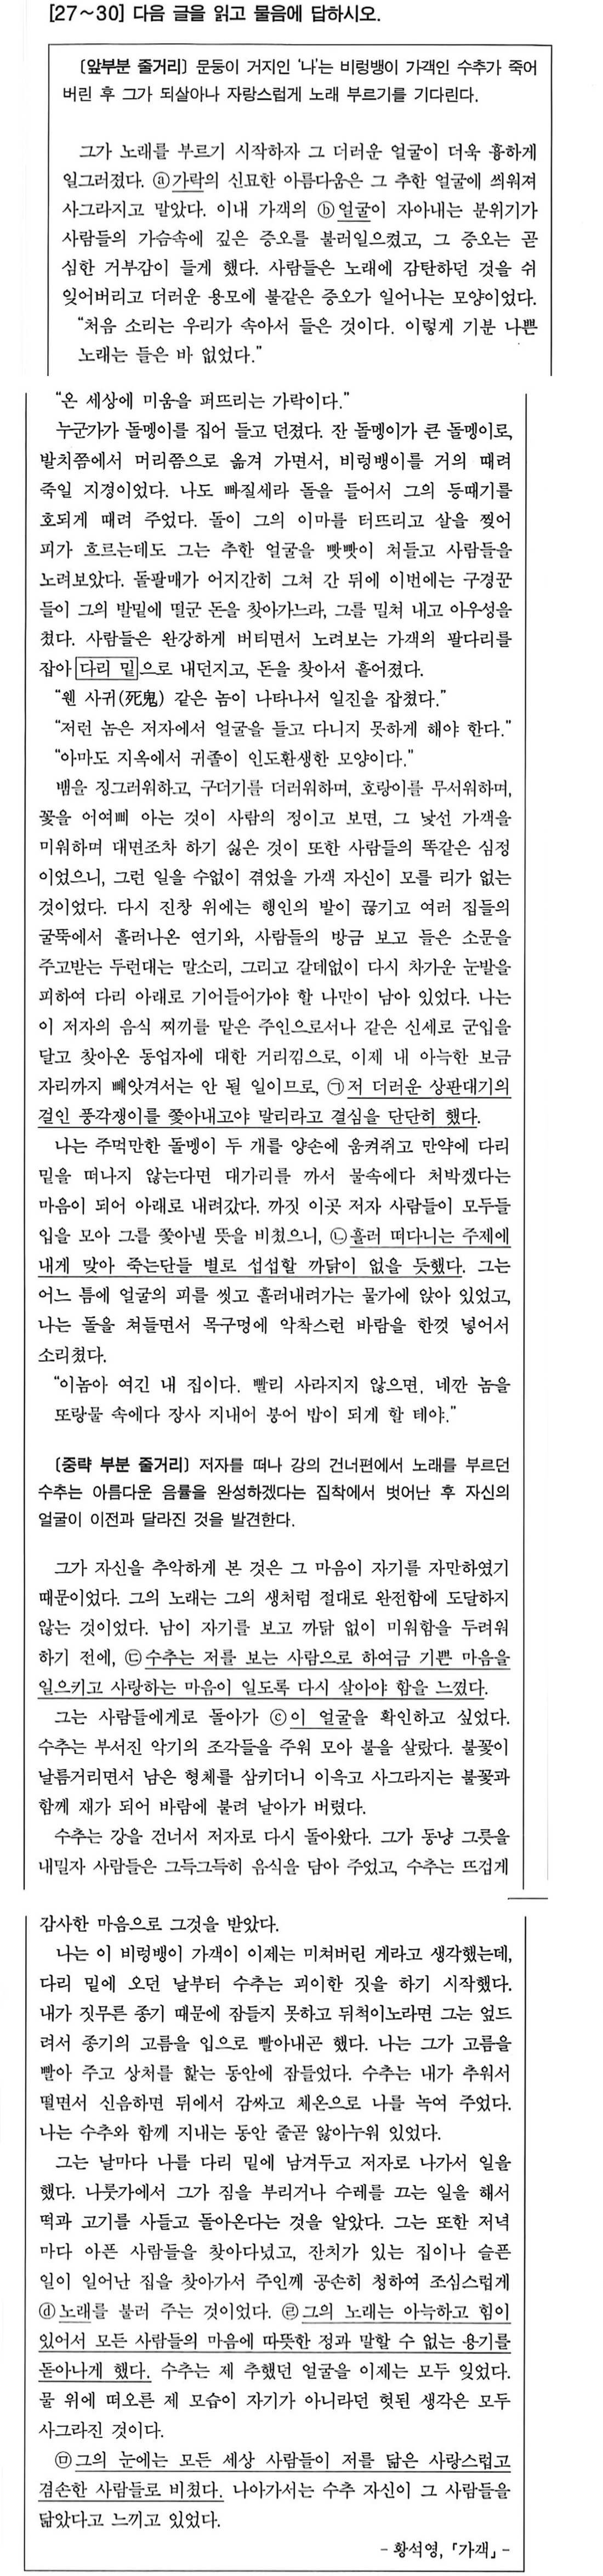 [27~30] 다음 글을 읽고 물음에 답하시오.
[앞부분 줄거리] 문둥이 거지인 ‘나’는 비렁뱅이 가객인 수추가 죽어
버린 후 그가 되살아나 자랑스럽게 노래 부르기를 기다린다.
그가 노래를 부르기 시작하자 그 더러운 얼굴이 더욱 흉하게
일그러졌다. ⓐ가락의 신묘한 아름다움은 그 추한 얼굴에 씌워져
사그라지고 말았다. 이내 가객의 ⓑ얼굴이 자아내는 분위기가
사람들의 가슴속에 깊은 증오를 불러일으켰고, 그 증오는 곧
심한 거부감이 들게 했다. 사람들은 노래에 감탄하던 것을 쉬
잊어버리고 더러운 용모에 불같은 증오가 일어나는 모양이었다.
“처음 소리는 우리가 속아서 들은 것이다. 이렇게 기분 나쁜
노래는 들은 바 없었다.”
“온 세상에 미움을 퍼뜨리는 가락이다.”
누군가가 돌멩이를 집어 들고 던졌다. 잔 돌멩이가 큰 돌멩이로,
발치쯤에서 머리쯤으로 옮겨 가면서, 비렁뱅이를 거의 때려
죽일 지경이었다. 나도 빠질세라 돌을 들어서 그의 등때기를
호되게 때려 주었다. 돌이 그의 이마를 터뜨리고 살을 찢어
피가 흐르는데도 그는 추한 얼굴을 빳빳이 쳐들고 사람들을
노려보았다. 돌팔매가 어지간히 그쳐 간 뒤에 이번에는 구경꾼
들이 그의 발밑에 떨군 돈을 찾아가느라, 그를 밀쳐 내고 아우성을
쳤다. 사람들은 완강하게 버티면서 노려보는 가객의 팔다리를
잡아 다리 밑으로 내던지고, 돈을 찾아서 흩어졌다.
“웬 사귀(死鬼) 같은 놈이 나타나서 일진을 잡쳤다.”
“저런 놈은 저자에서 얼굴을 들고 다니지 못하게 해야 한다.”
“아마도 지옥에서 귀졸이 인도환생한 모양이다.”
뱀을 징그러워하고, 구더기를 더러워하며, 호랑이를 무서워하며,
꽃을 어여삐 아는 것이 사람의 정이고 보면, 그 낯선 가객을
미워하며 대면조차 하기 싫은 것이 또한 사람들의 똑같은 심정
이었으니, 그런 일을 수없이 겪었을 가객 자신이 모를 리가 없는
것이었다. 다시 진창 위에는 행인의 발이 끊기고 여러 집들의
굴뚝에서 흘러나온 연기와, 사람들의 방금 보고 들은 소문을
주고받는 두런대는 말소리, 그리고 갈데없이 다시 차가운 눈발을
피하여 다리 아래로 기어들어가야 할 나만이 남아 있었다. 나는
이 저자의 음식 찌끼를 맡은 주인으로서나 같은 신세로 군입을
달고 찾아온 동업자에 대한 거리낌으로, 이제 내 아늑한 보금
자리까지 빼앗겨서는 안 될 일이므로, ㉠저 더러운 상판대기의
걸인 풍각쟁이를 쫓아내고야 말리라고 결심을 단단히 했다.
나는 주먹만한 돌멩이 두 개를 양손에 움켜쥐고 만약에 다리
밑을 떠나지 않는다면 대가리를 까서 물속에다 처박겠다는
마음이 되어 아래로 내려갔다. 까짓 이곳 저자 사람들이 모두들
입을 모아 그를 쫓아낼 뜻을 비쳤으니, ㉡흘러 떠다니는 주제에
내게 맞아 죽는단들 별로 섭섭할 까닭이 없을 듯했다. 그는
어느 틈에 얼굴의 피를 씻고 흘러내려가는 물가에 앉아 있었고,
나는 돌을 쳐들면서 목구멍에 악착스런 바람을 한껏 넣어서
소리쳤다.
“이놈아 여긴 내 집이다. 빨리 사라지지 않으면, 네깐 놈을
또랑물 속에다 장사 지내어 붕어 밥이 되게 할 테야.”
[중략 부분 줄거리] 저자를 떠나 강의 건너편에서 노래를 부르던
수추는 아름다운 음률을 완성하겠다는 집착에서 벗어난 후 자신의
얼굴이 이전과 달라진 것을 발견한다.
그가 자신을 추악하게 본 것은 그 마음이 자기를 자만하였기
때문이었다. 그의 노래는 그의 생처럼 절대로 완전함에 도달하지
않는 것이었다. 남이 자기를 보고 까닭 없이 미워함을 두려워
하기 전에, ㉢수추는 저를 보는 사람으로 하여금 기쁜 마음을
일으키고 사랑하는 마음이 일도록 다시 살아야 함을 느꼈다.
그는 사람들에게로 돌아가 ⓒ이 얼굴을 확인하고 싶었다.
수추는 부서진 악기의 조각들을 주워 모아 불을 살랐다. 불꽃이
날름거리면서 남은 형체를 삼키더니 이윽고 사그라지는 불꽃과
함께 재가 되어 바람에 불려 날아가 버렸다.
수추는 강을 건너서 저자로 다시 돌아왔다. 그가 동냥 그릇을
내밀자 사람들은 그득그득히 음식을 담아 주었고, 수추는 뜨겁게
감사한 마음으로 그것을 받았다.
나는 이 비렁뱅이 가객이 이제는 미쳐버린 게라고 생각했는데,
다리 밑에 오던 날부터 수추는 괴이한 짓을 하기 시작했다.
내가 짓무른 종기 때문에 잠들지 못하고 뒤척이노라면 그는 엎드
려서 종기의 고름을 입으로 빨아내곤 했다. 나는 그가 고름을
빨아 주고 상처를 핥는 동안에 잠들었다. 수추는 내가 추워서
떨면서 신음하면 뒤에서 감싸고 체온으로 나를 녹여 주었다.
나는 수추와 함께 지내는 동안 줄곧 앓아누워 있었다.
그는 날마다 나를 다리 밑에 남겨두고 저자로 나가서 일을
했다. 나룻가에서 그가 짐을 부리거나 수레를 끄는 일을 해서
떡과 고기를 사들고 돌아온다는 것을 알았다. 그는 또한 저녁
마다 아픈 사람들을 찾아다녔고, 잔치가 있는 집이나 슬픈
일이 일어난 집을 찾아가서 주인께 공손히 청하여 조심스럽게
ⓓ노래를 불러 주는 것이었다. ㉣그의 노래는 아늑하고 힘이
있어서 모든 사람들의 마음에 따뜻한 정과 말할 수 없는 용기를
돋아나게 했다. 수추는 제 추했던 얼굴을 이제는 모두 잊었다.
물 위에 떠오른 제 모습이 자기가 아니라던 헛된 생각은 모두
사그라진 것이다.
㉤그의 눈에는 모든 세상 사람들이 저를 닮은 사랑스럽고
겸손한 사람들로 비쳤다. 나아가서는 수추 자신이 그 사람들을
닮았다고 느끼고 있었다.
- 황석영, 「가객」 -